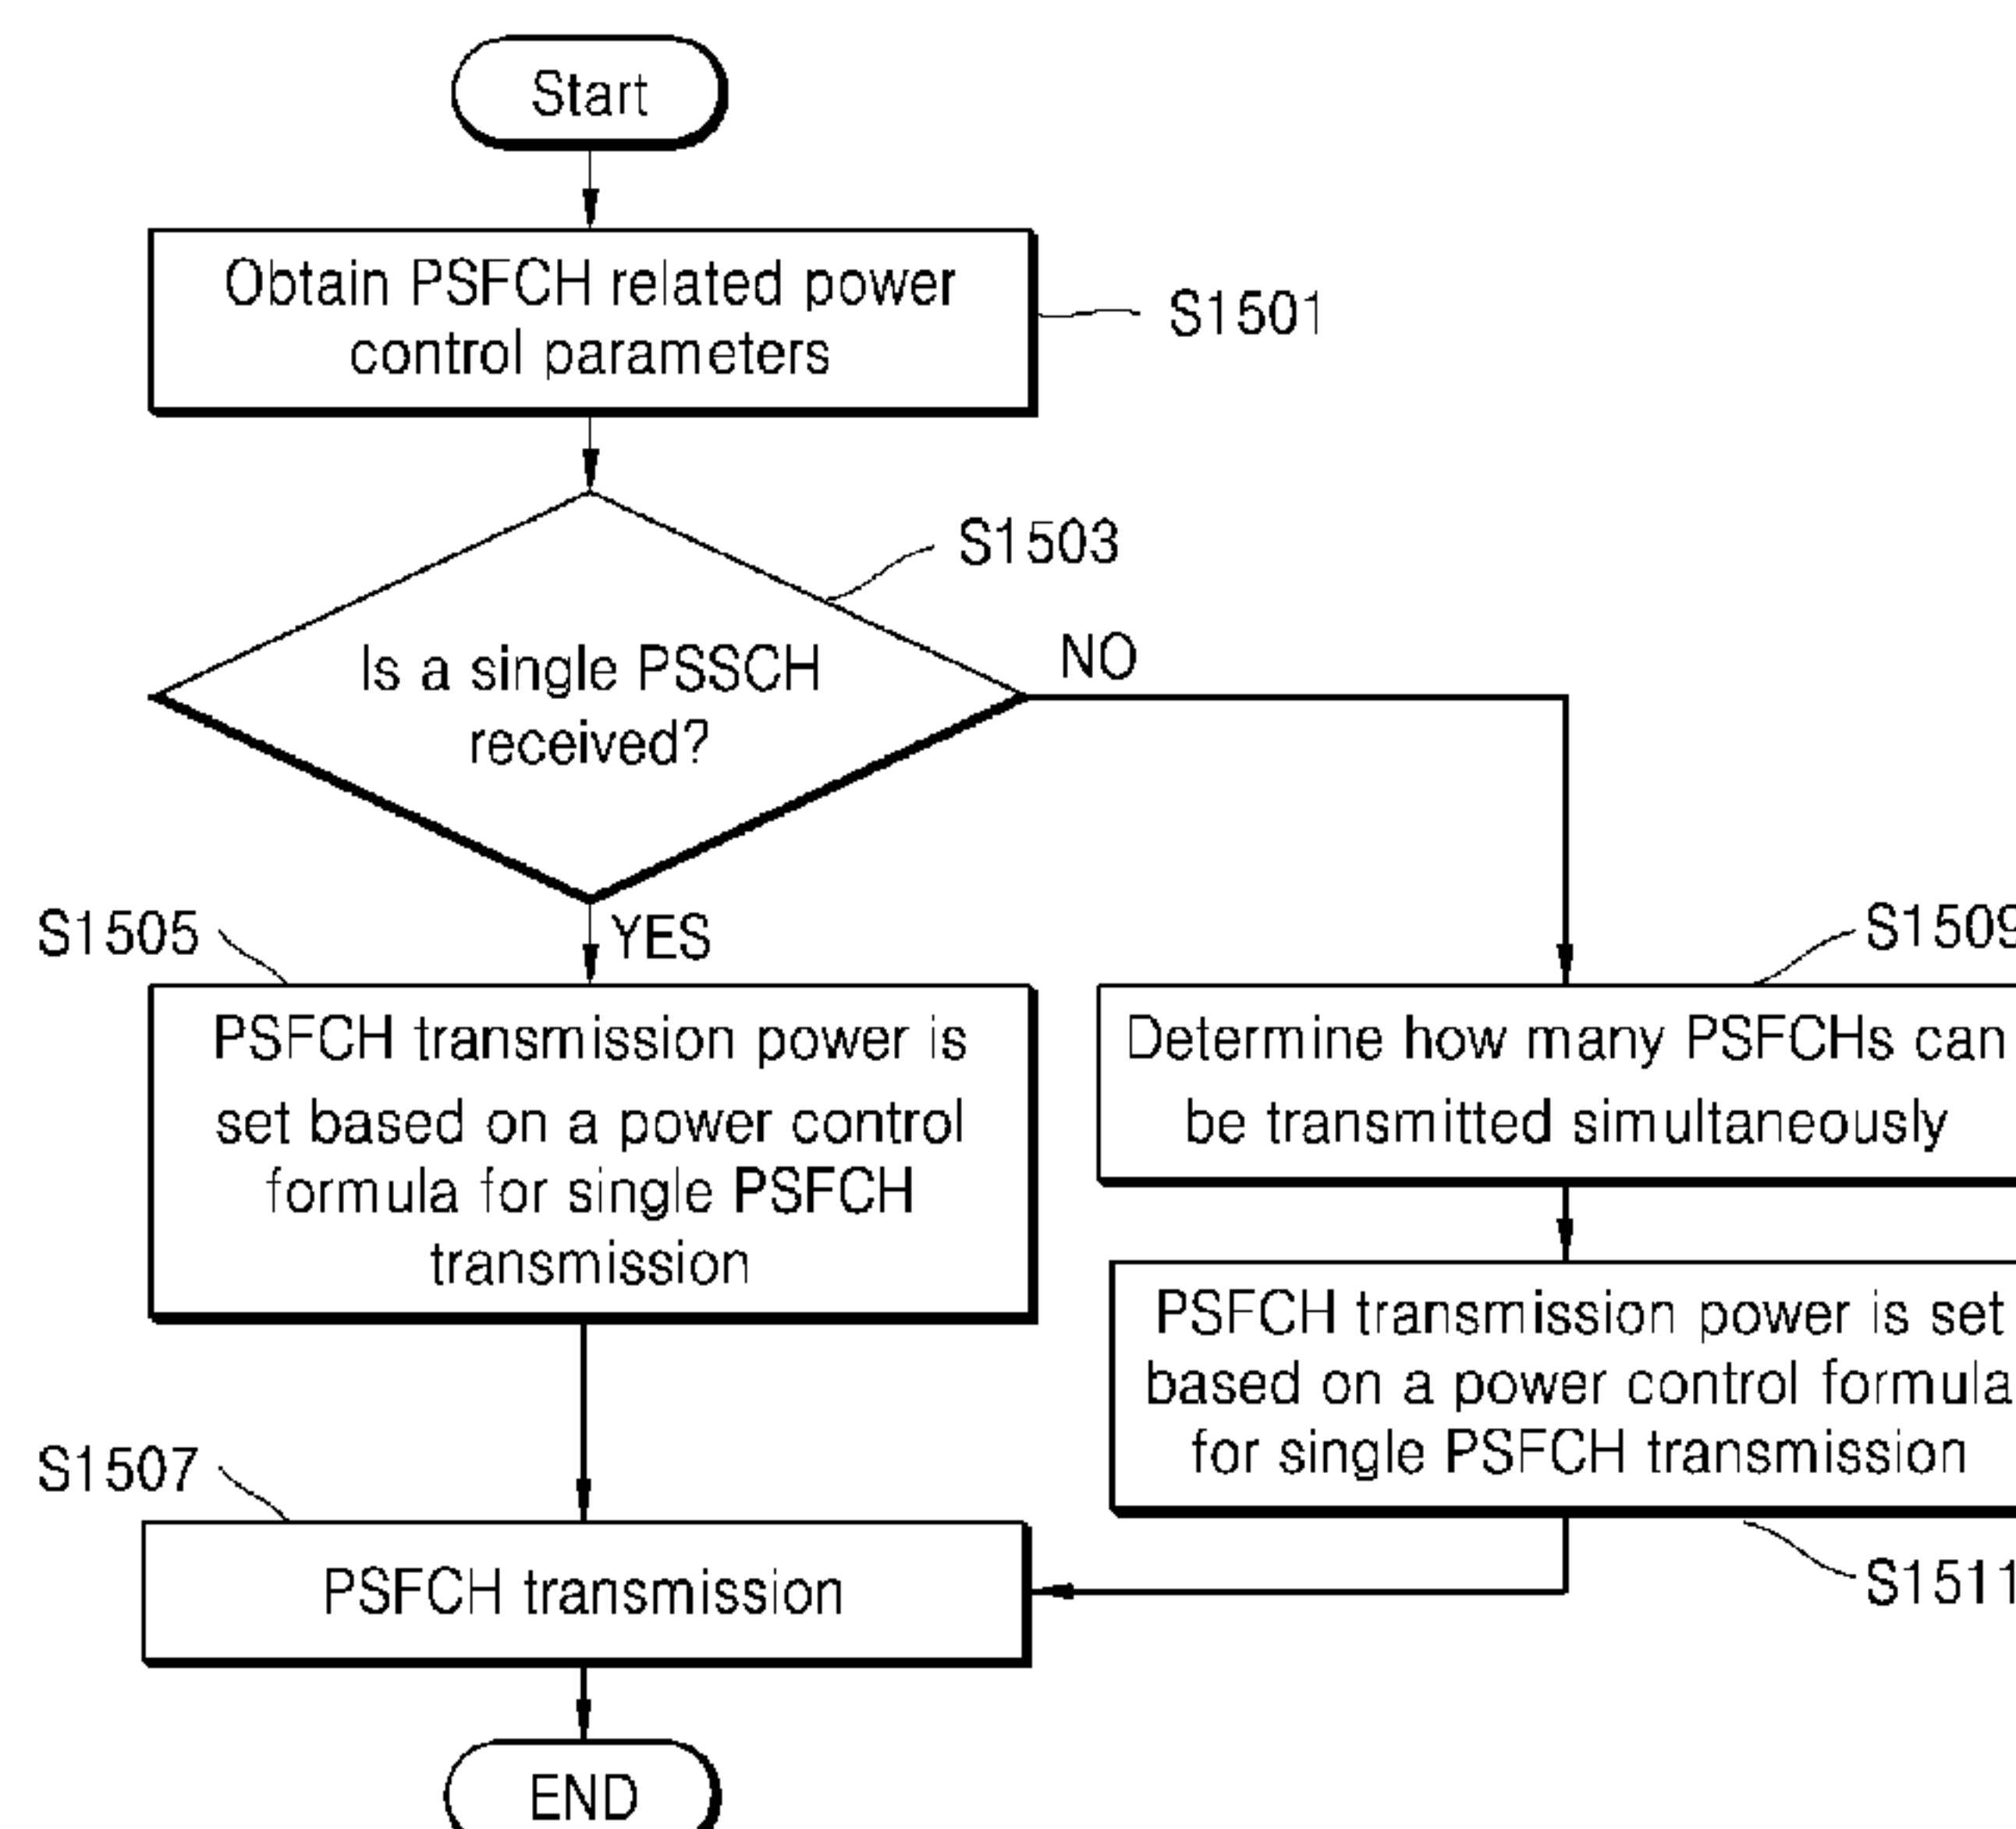 Start
Obtain PSFCH related power
control parameters
S1501
S1503
Is a single PSSCH
received?
NO
YES
S1505
PSFCH transmission power is
set based on a power control
formula for single PSFCH
transmission
S1509
Determine how many PSFCHs can
be transmitted simultaneously
PSFCH transmission power is set
based on a power control formula
for single PSFCH transmission
S1511
S1507
PSFCH transmission
END